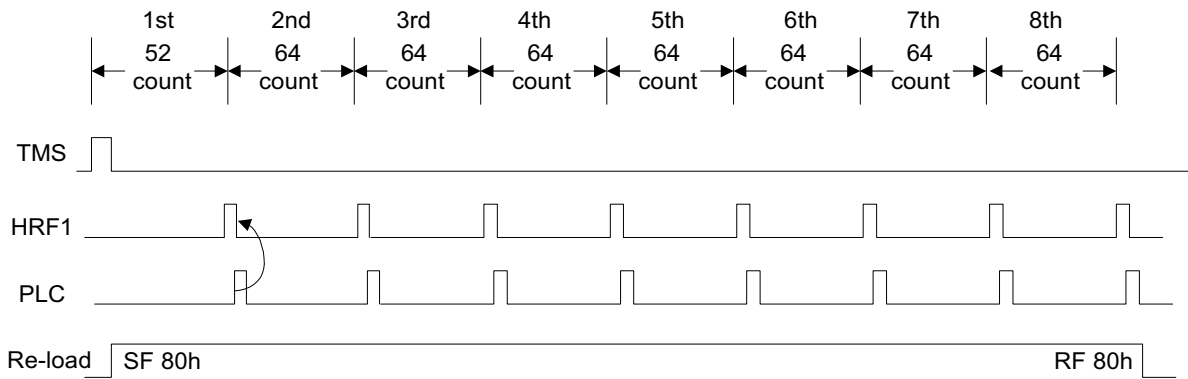 1st 2nd 3rd 4th 5th 6th 7th 8th
52 64 64 64 64 64 64 64
count count count count count count count count
TMS
HRF1
PLC
Re-load SF 80h RF 80h